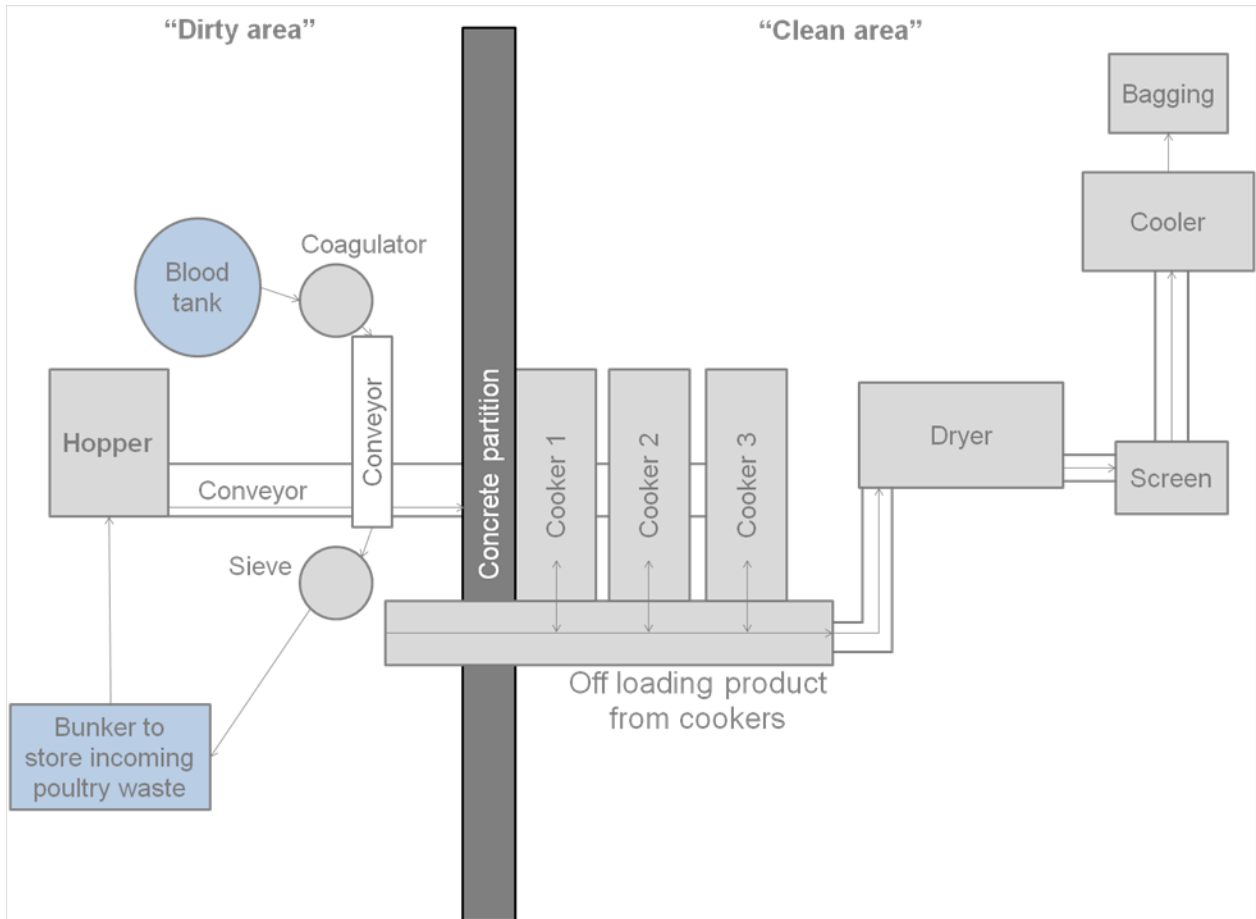 “Dirty area”
“Clean area”
Bagging
Cooler
Coagulator
Blood
tank
Hopper
Conveyor
Conveyor
Concrete partition
Cooker 1
Cooker 2
Cooker 3
Dryer
Screen
Sieve
Off loading product
from cookers
Bunker to
store incoming
poultry waste